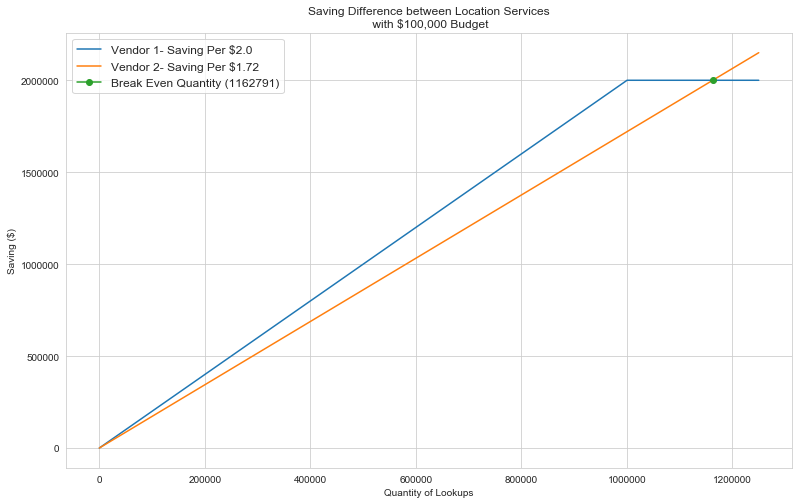 Saving Difference between Location Services
with $100,000 Budget
Vendor 1- Saving Per $2.0
Vendor 2- Saving Per $1.72
Break Even Quantity (1162791)
2000000
1500000
1000000
500000
0
Saving ($)
0 200000 400000 600000 800000 1000000 1200000
Quantity of Lookups